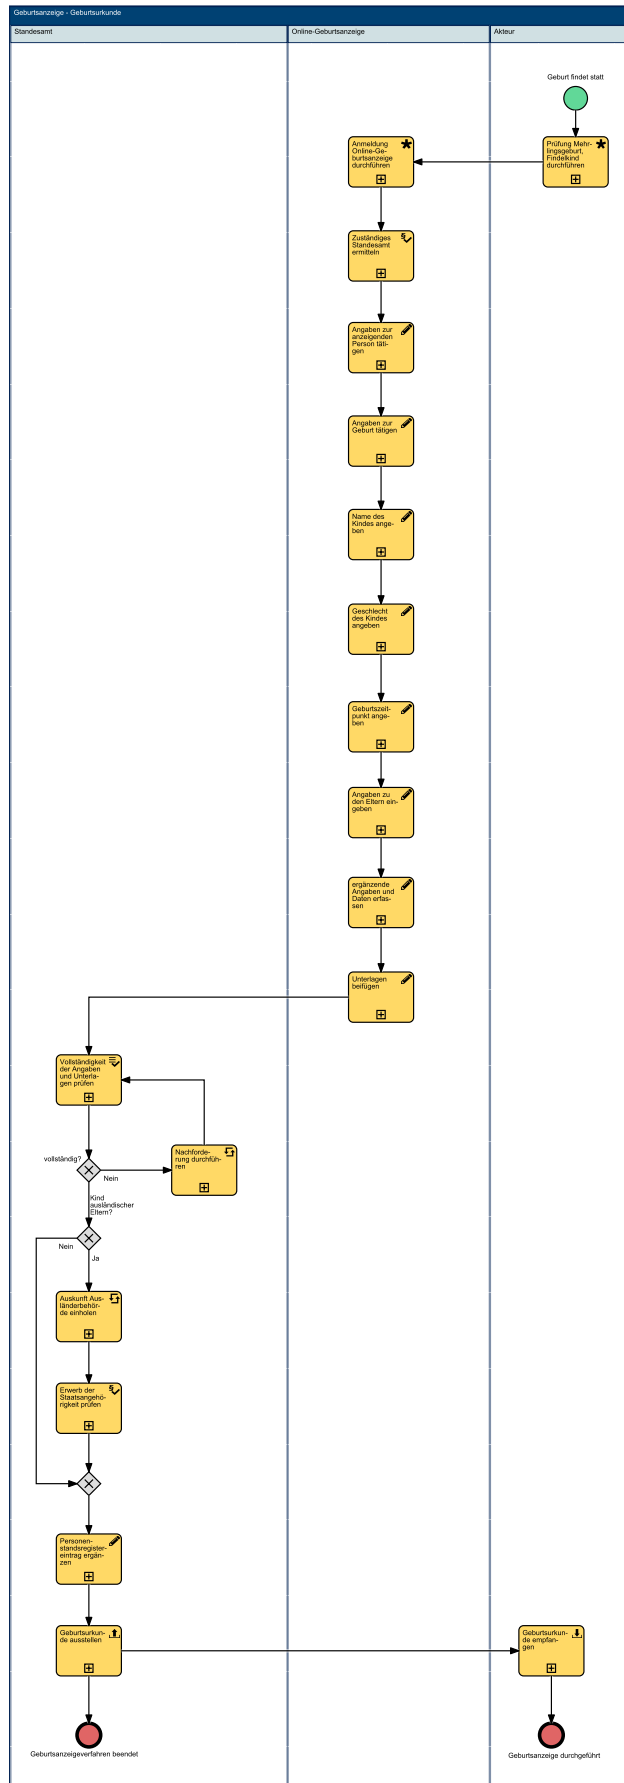 Geburtsanzeige - Geburtsurkunde
Standesamt
Online-Geburtsanzeige
Akteur
Geburt findet statt
Anmeldung
Online-Ge-
burtsanzeige
durchführen
Prüfung Mehr-
lingsgeburt,
Findelkind
durchführen
Zuständiges
Standesamt
ermitteln
Angaben zur
anzeigenden
Person täti-
gen
Angaben zur
Geburt tätigen
Name des
Kindes ange-
ben
Geschlecht
des Kindes
angeben
Geburtszeit-
punkt ange-
ben
Angaben zu
den Eltern ein-
geben
ergänzende
Angaben und
Daten erfas-
sen
Unterlagen
beifügen
Vollständigkeit
der Angaben
und Unterla-
gen prüfen
vollständig?
Nein
Nachforde-
rung durchfüh-
ren
Kind
ausländischer
Eltern?
Nein
Ja
Auskunft Aus-
länderbehör-
de einholen
Erwerb der
Staatsangehö-
rigkeit prüfen
Personen-
standsregister-
eintrag ergän-
zen
Geburtsurkun-
de ausstellen
Geburtsurkun-
de empfan-
gen
Geburtsanzeigeverfahren beendet
Geburtsanzeige durchgeführt